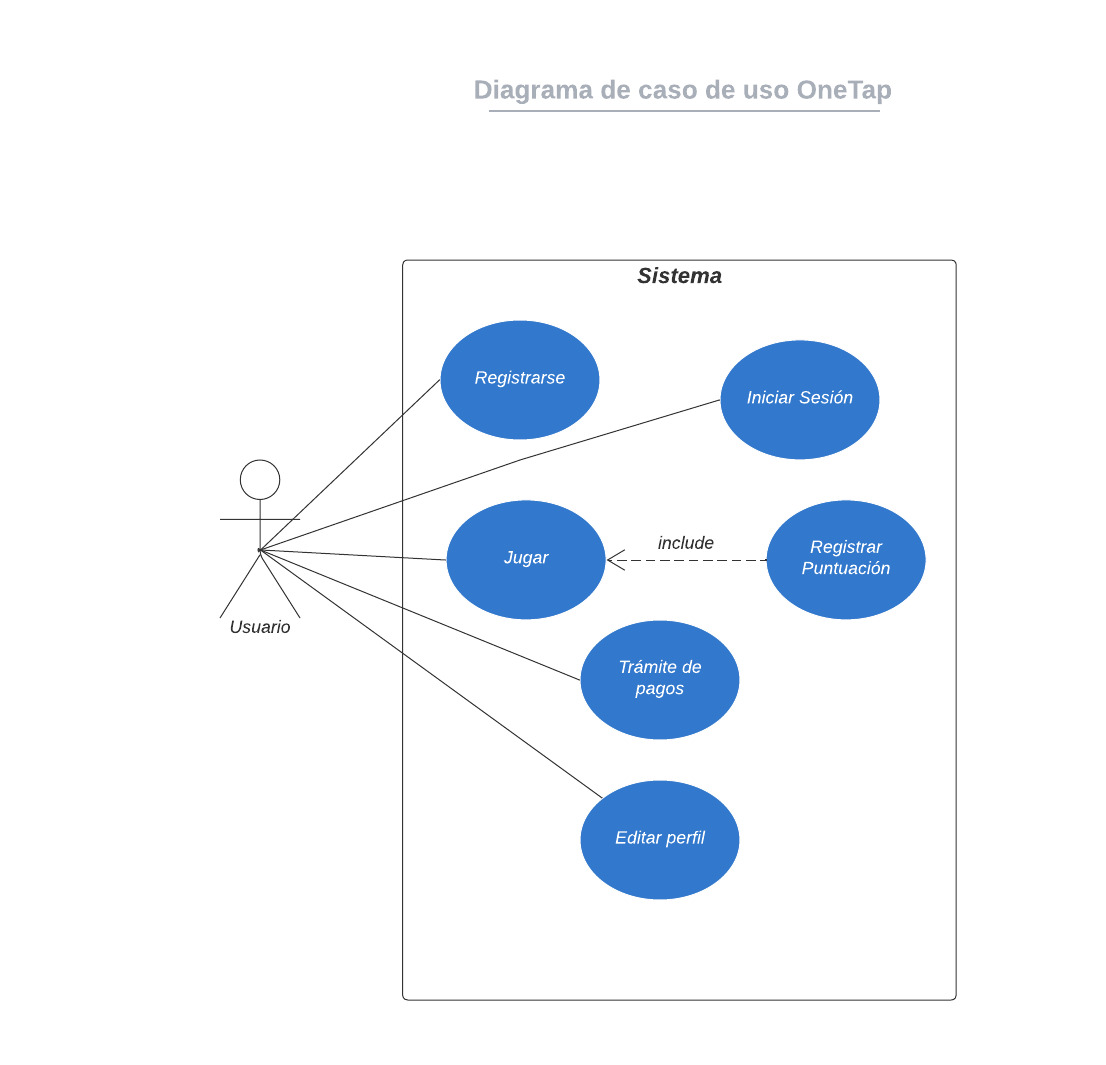 Diagrama de caso de uso OneTap
Sistema
Registrarse
Iniciar Sesión
Jugar
include
Registrar
Puntuación
Usuario
Trámite de
pagos
Editar perfil